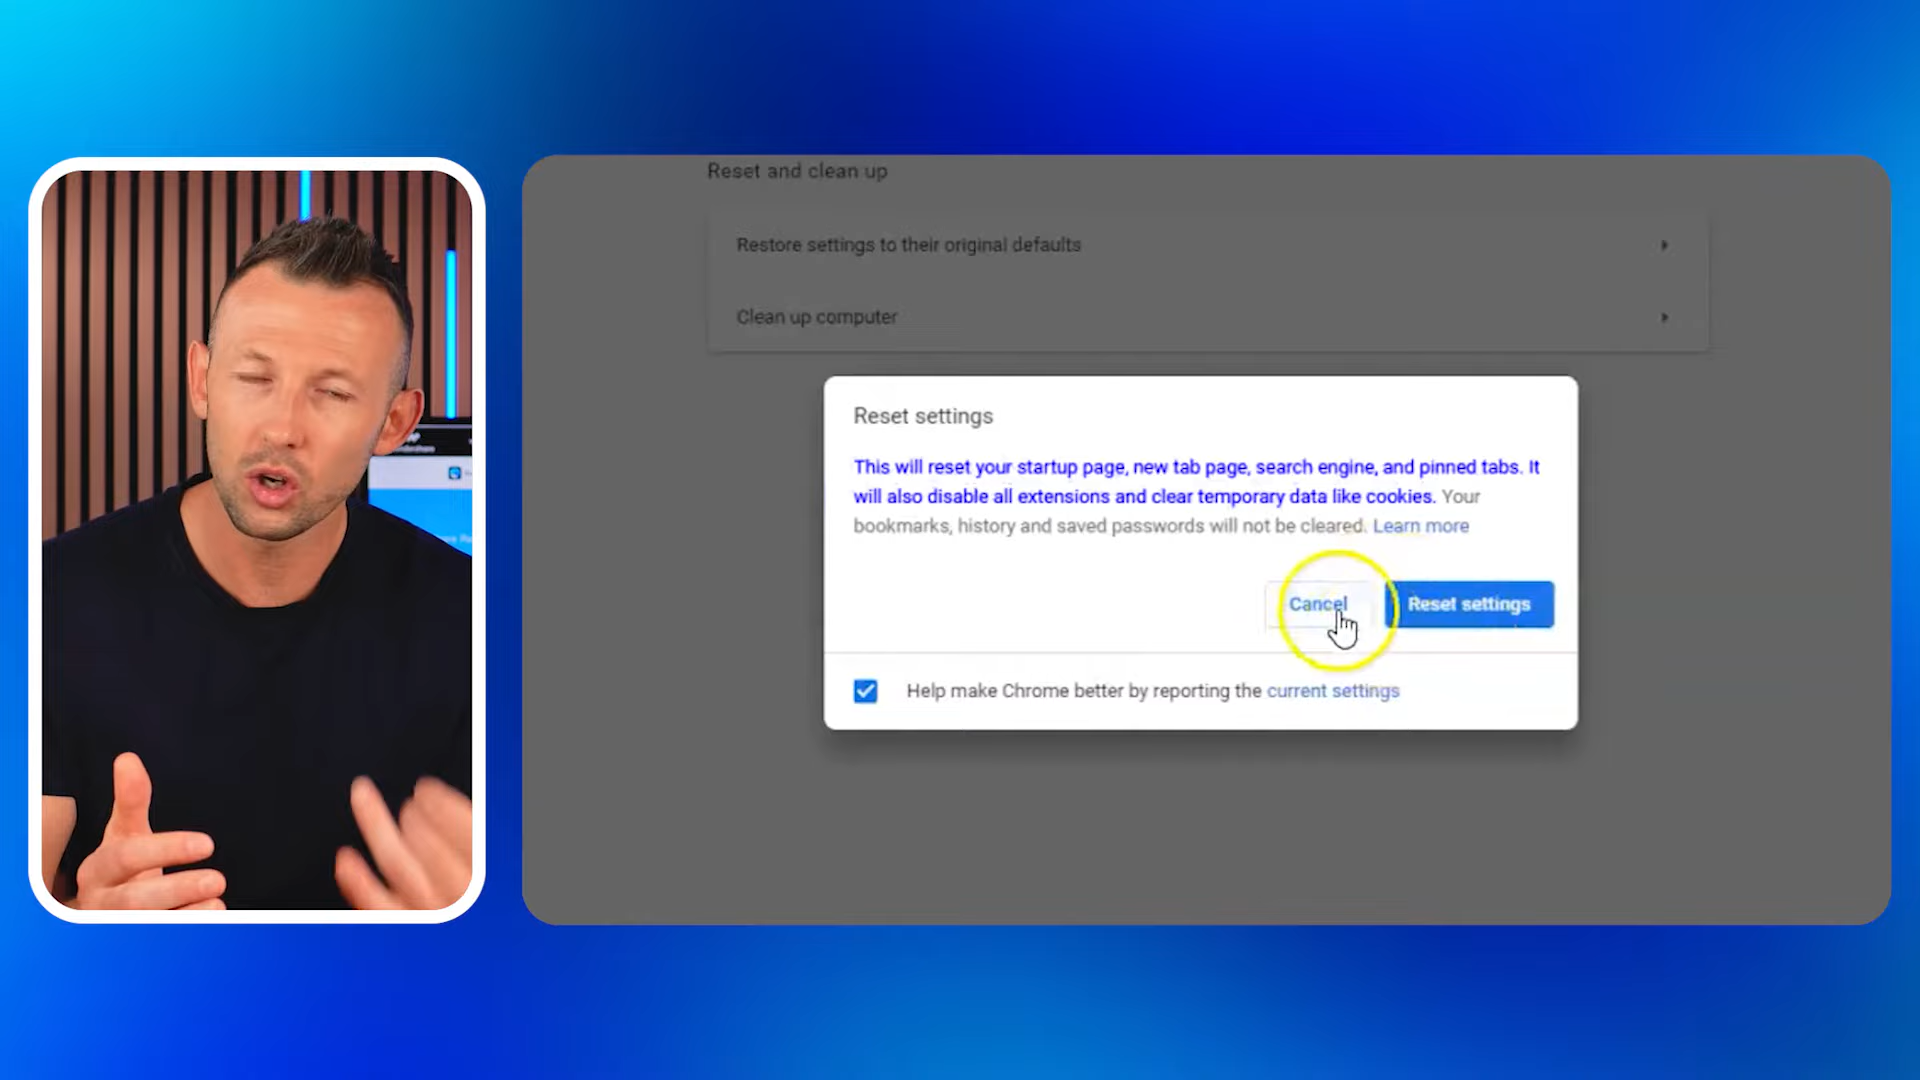 Reset and clean up
Restore settings to their original defaults
Clean up computer
Reset settings
This will reset your startup page, new tab page, search engine, and pinned tabs. It
will also disable all extensions and clear temporary data like cookies. Your
bookmarks, history and saved passwords will not be cleared. Learn more
Cancel
Reset settings
Help make Chrome better by reporting the current settings